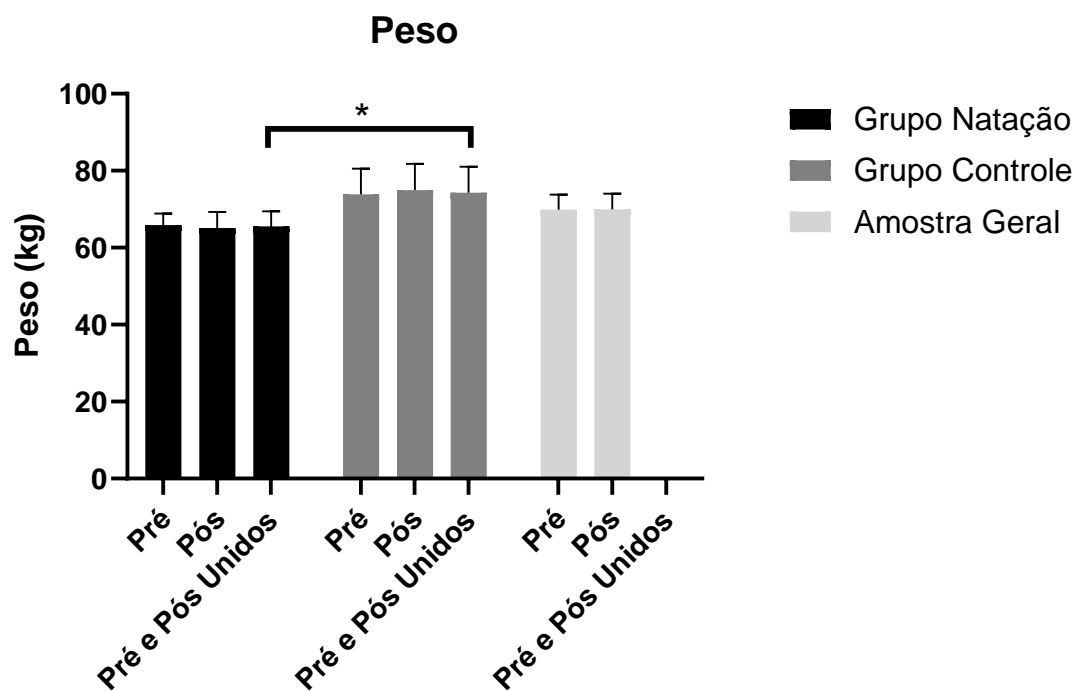 Peso
*
Peso (kg)
100
80
60
40
20
0
Pré
Pós
Pré e Pós Unidos
Pré
Pós
Pré e Pós Unidos
Pré
Pós
Pré e Pós Unidos
Grupo Natação
Grupo Controle
Amostra Geral